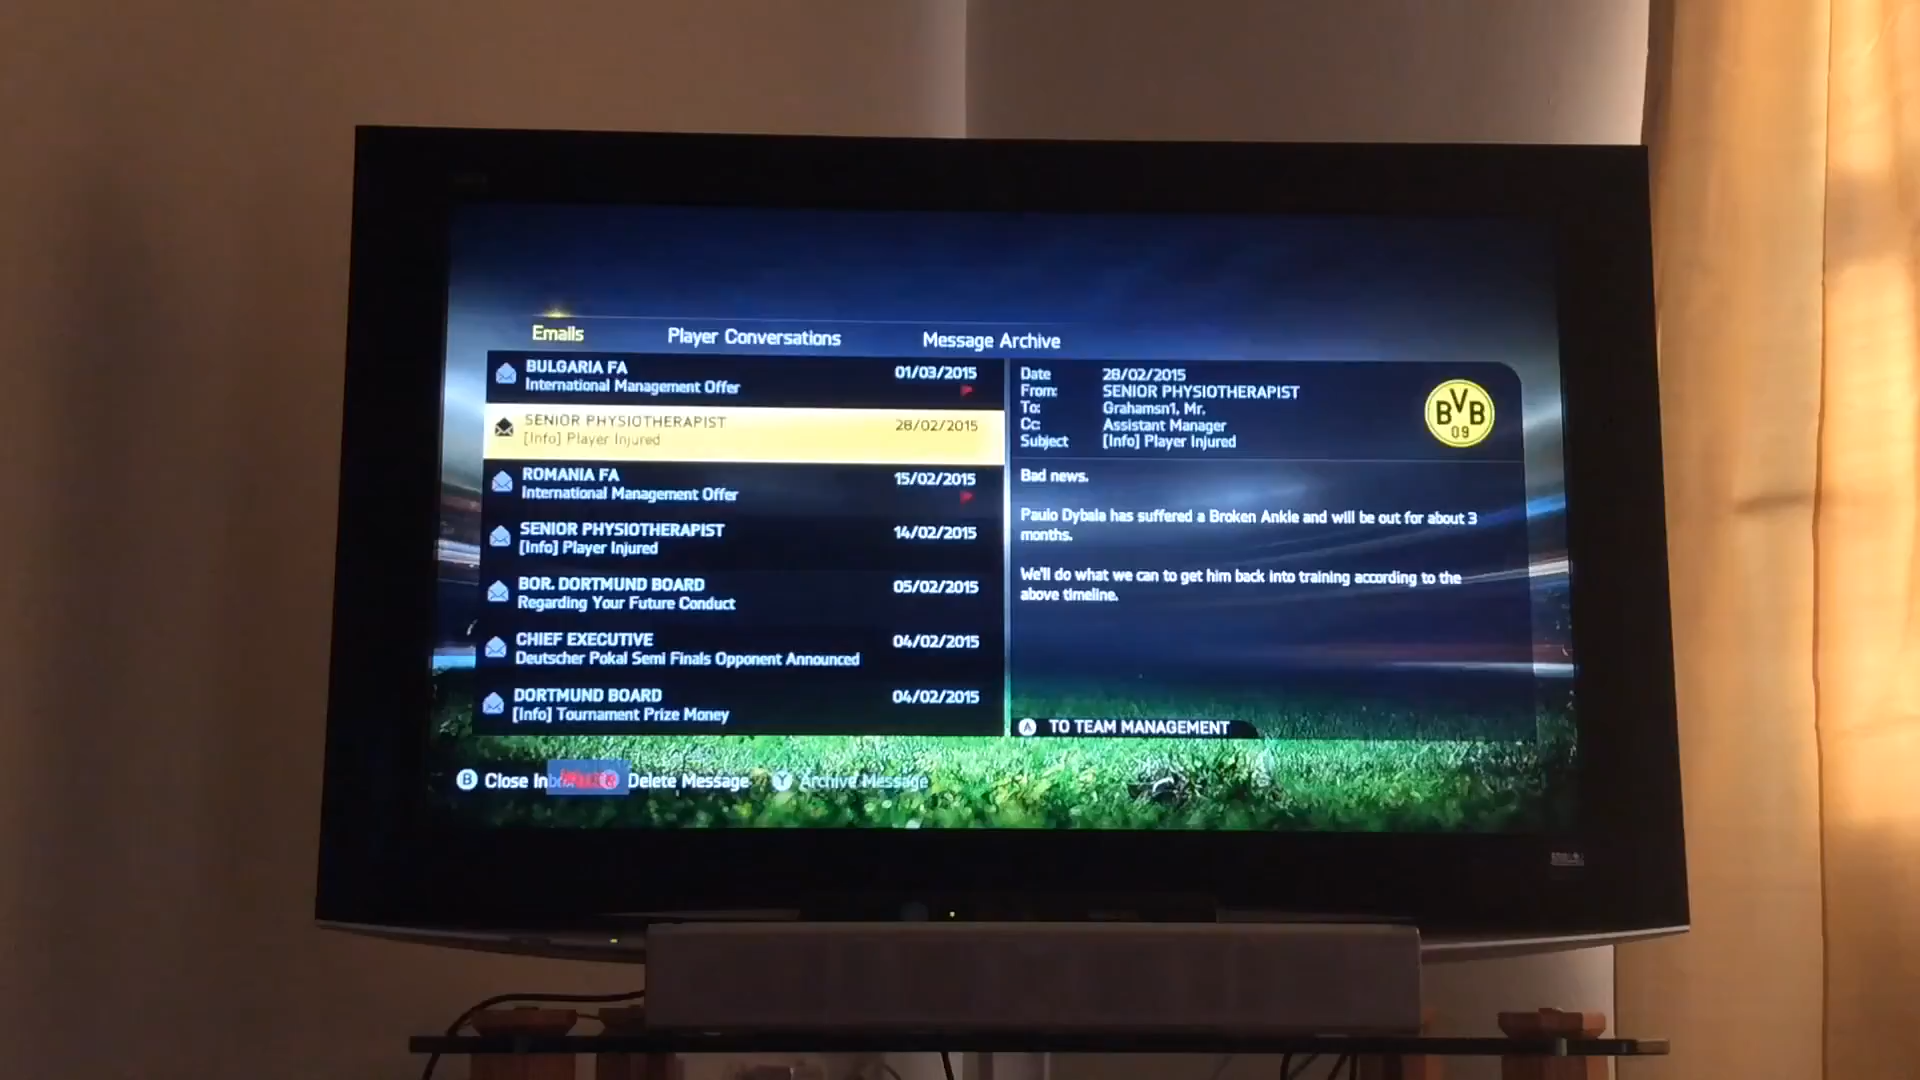 Emails Player Conversations Message Archive
BULGARIA FA 01/03/2015
International Management Offer
SENIOR PHYSIOTHERAPIST 28/02/2015
[Info] Player Injured
ROMANIA FA 15/02/2015
International Management Offer
SENIOR PHYSIOTHERAPIST 14/02/2015
[Info] Player Injured
BOR. DORTMUND BOARD 05/02/2015
Regarding Your Future Conduct
CHIEF EXECUTIVE 04/02/2015
Deutscher Pokal Semi Finals Opponent Announced
DORTMUND BOARD 04/02/2015
[Info] Tournament Prize Money
Date 28/02/2015
From: SENIOR PHYSIOTHERAPIST
To: Grahamsn1, Mr.
Cc: Assistant Manager
Subject [Info] Player Injured
BVB
09
Bad news.
Paulo Dybala has suffered a Broken Ankle and will be out for about 3
months.
We'll do what we can to get him back into training according to the
above timeline.
A TO TEAM MANAGEMENT
B Close Delete Message Y Archive Message